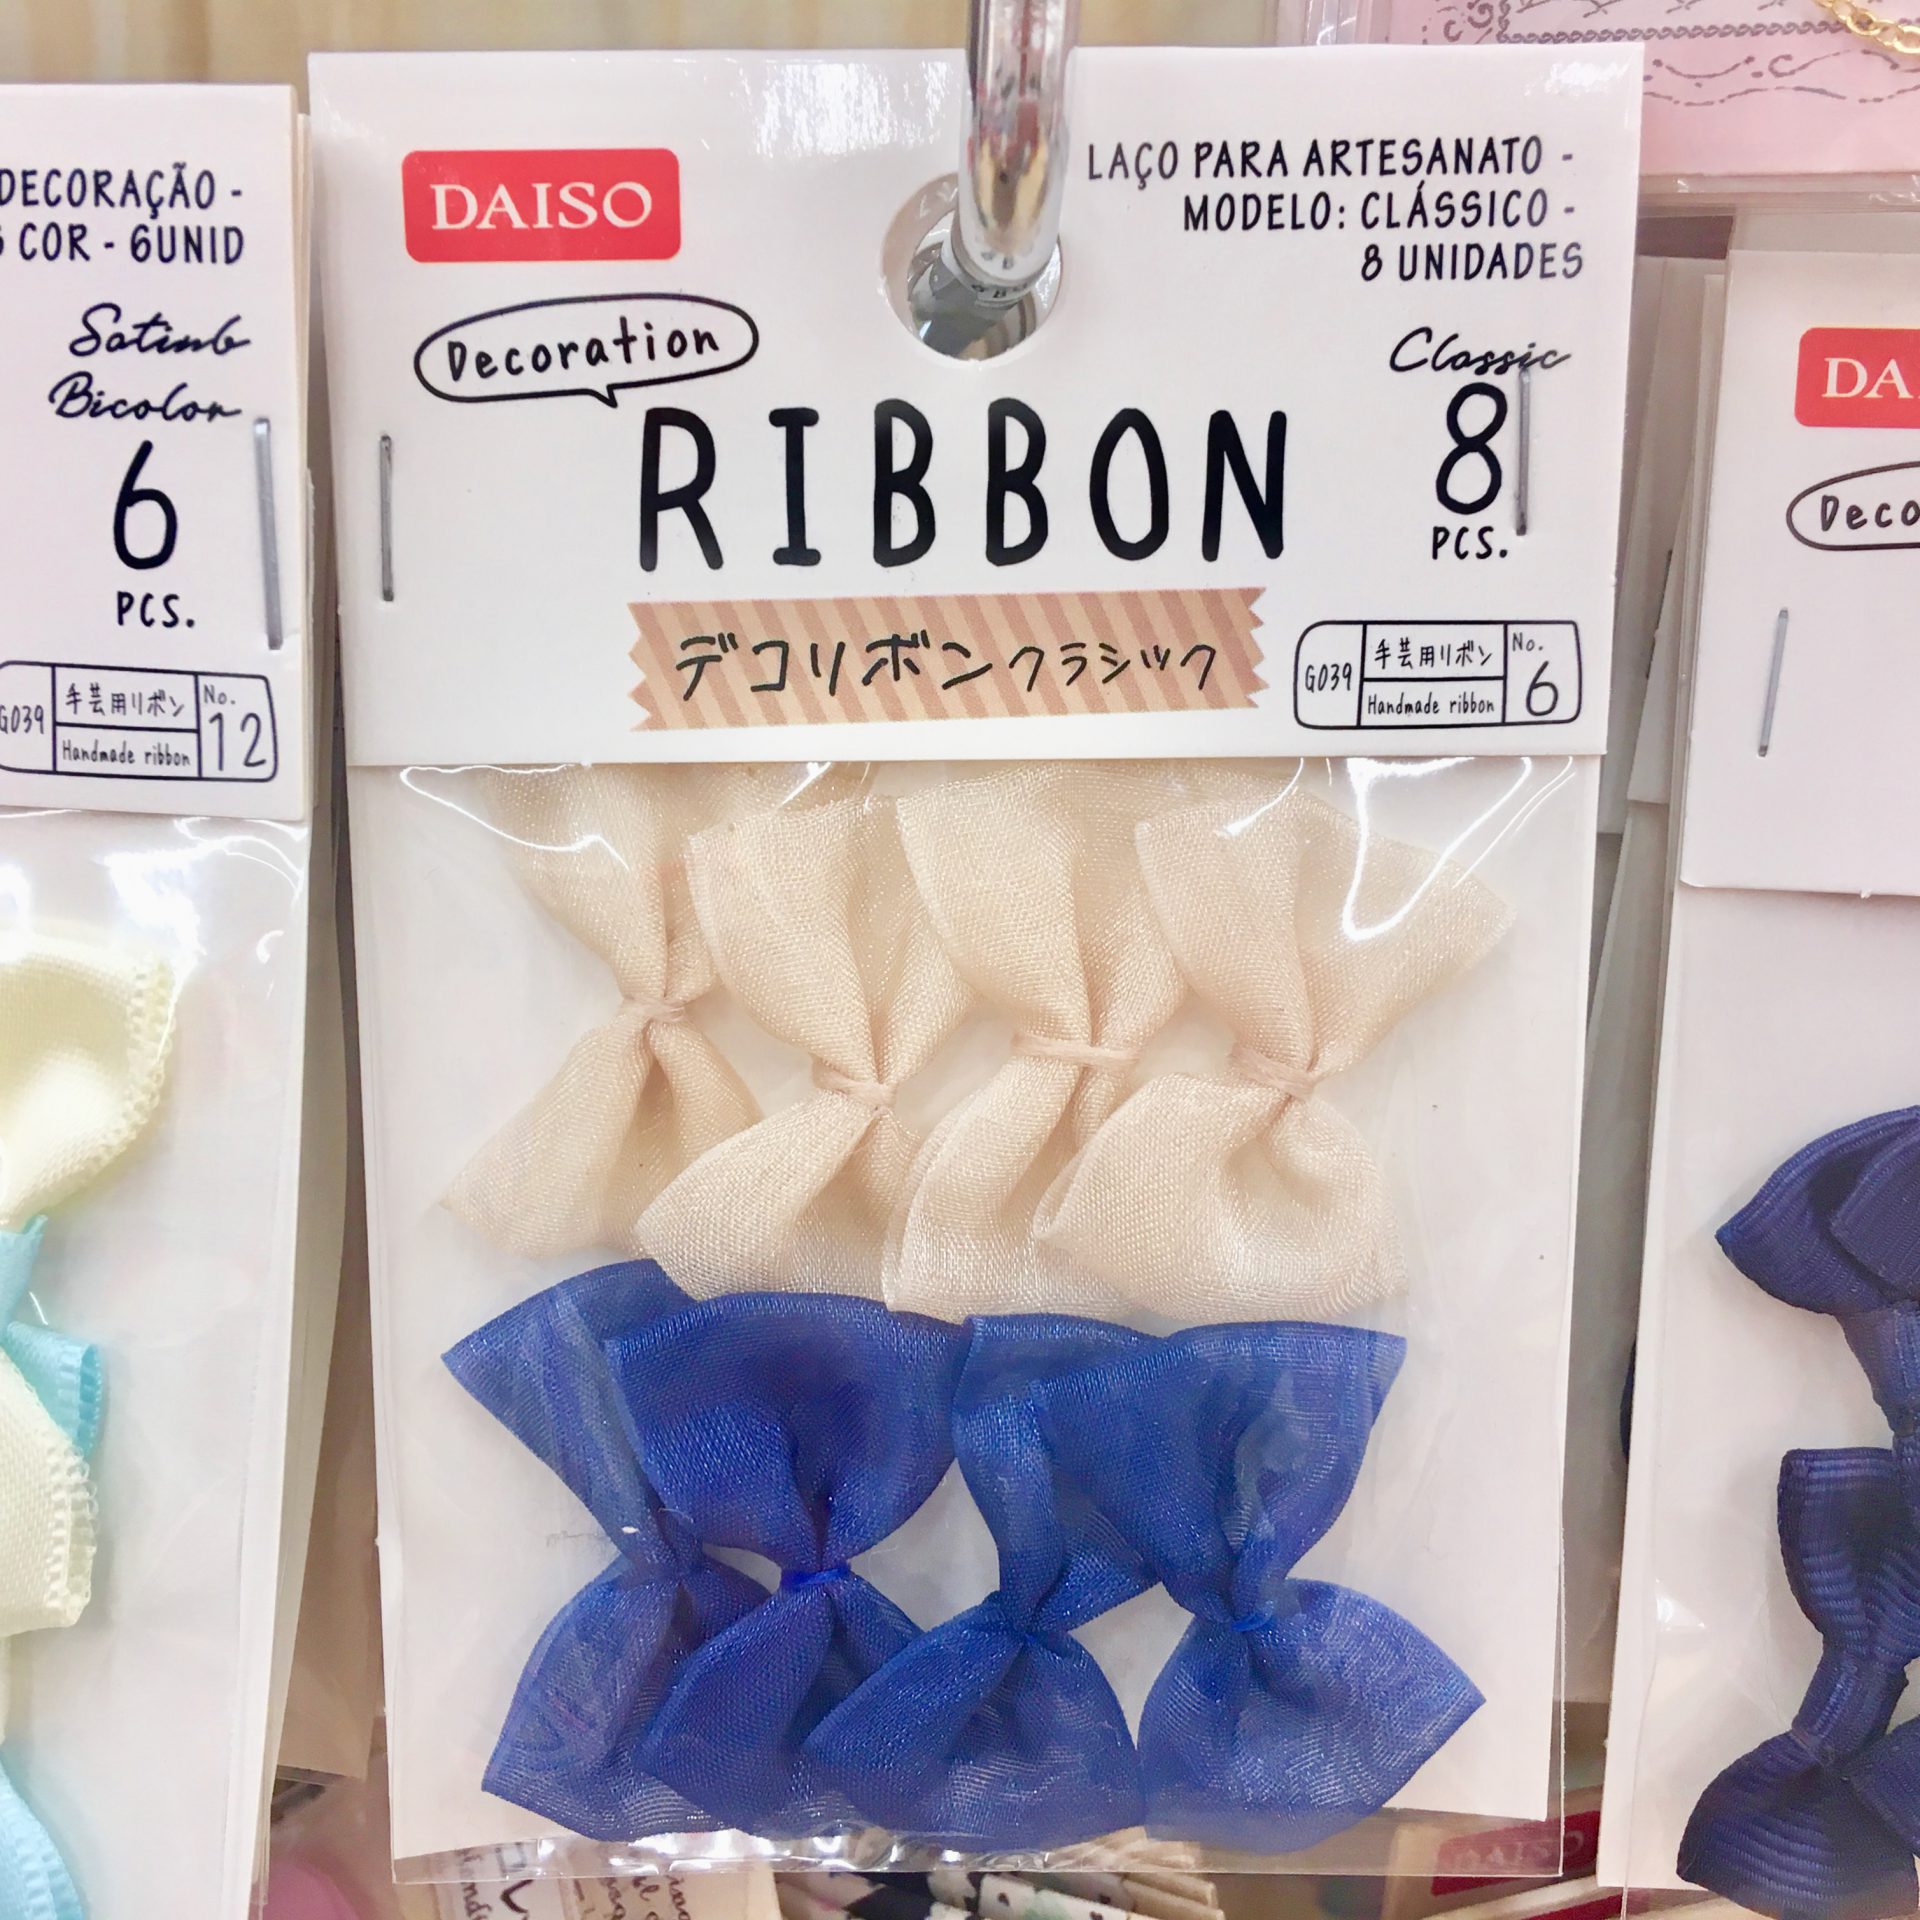 DECORAÇÃO -
COR - 6UNID
Bicolor
6
PCS.
G039
手芸用リボン
Handmade ribbon
No.
12
DAISO
LAÇO PARA ARTESANATO -
MODELO: CLÁSSICO -
8 UNIDADES
Decoration
RIBBON
Classic
8
PCS.
デコリボンクラシック
G039
手芸用リボン
Handmade ribbon
No.
6
DA
Deco